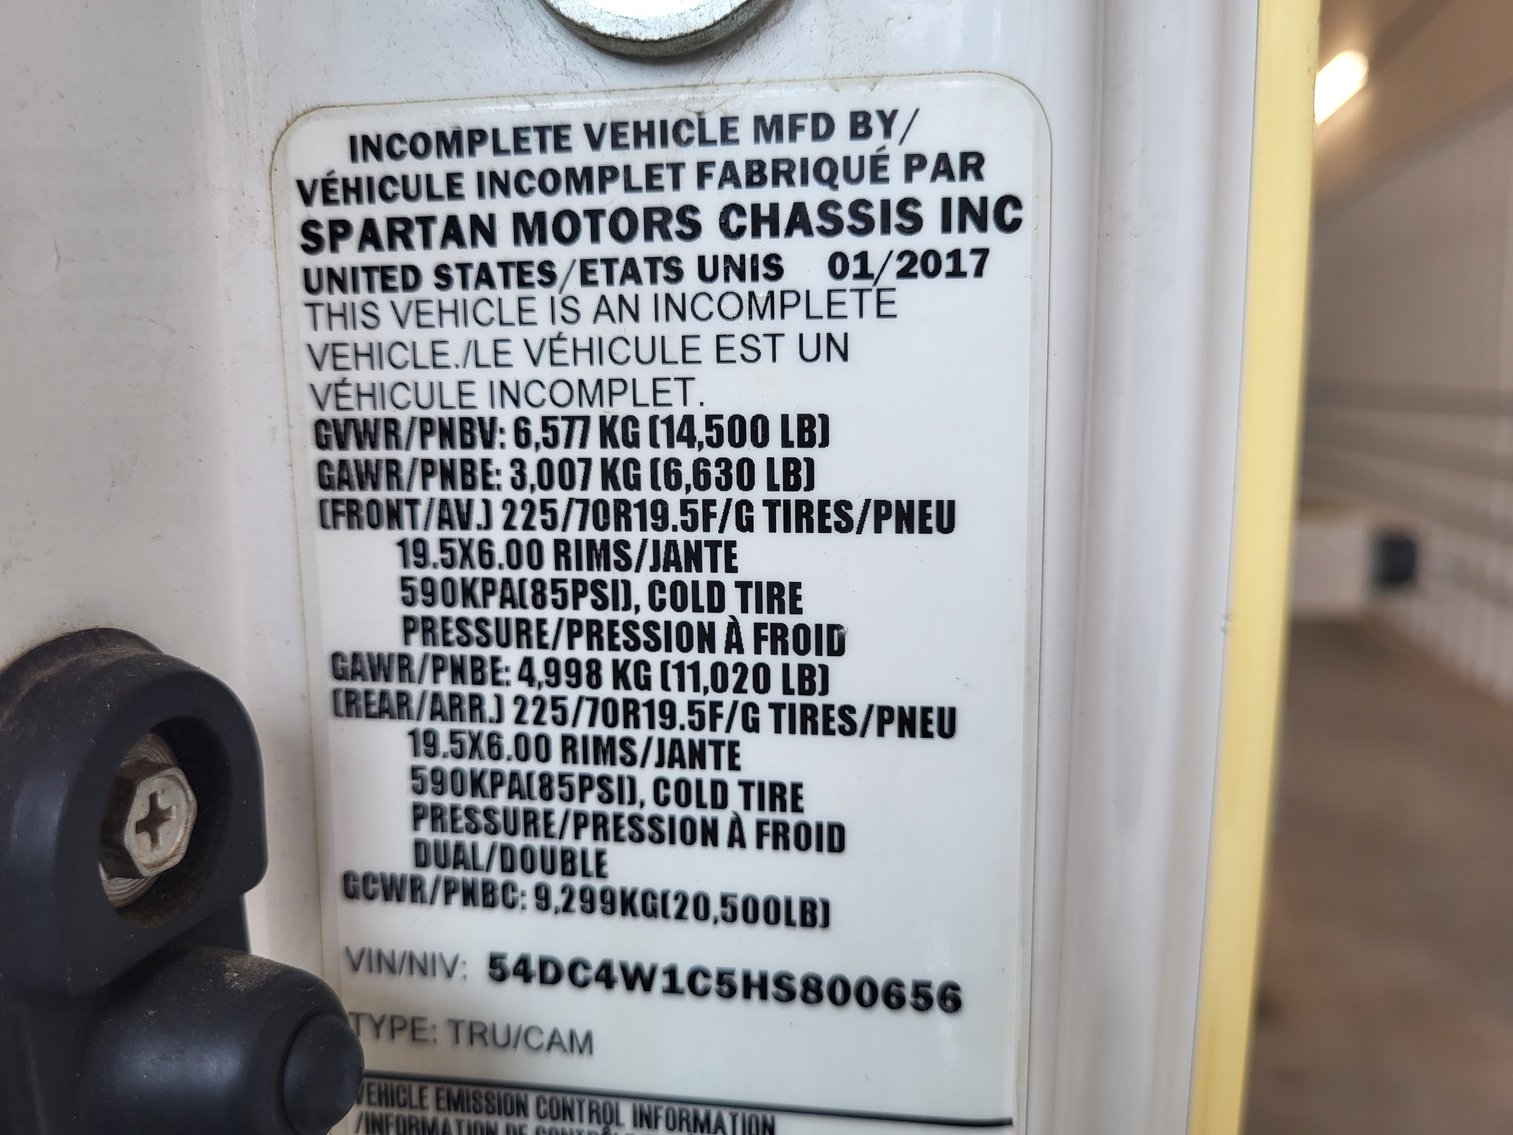 INCOMPLETE VEHICLE MFD BY/
VÉHICULE INCOMPLET FABRIQUÉ PAR
SPARTAN MOTORS CHASSIS INC
UNITED STATES/ETATS UNIS 01/2017
THIS VEHICLE IS AN INCOMPLETE
VEHICLE./LE VÉHICULE EST UN
VÉHICULE INCOMPLET.
GVWR/PNBV: 6,577 KG (14,500 LB)
GAWR/PNBE: 3,007 KG (6,630 LB)
(FRONT/AV.) 225/70R19.5F/G TIRES/PNEU
19.5X6.00 RIMS/JANTE
590KPA(85PSI), COLD TIRE
PRESSURE/PRESSION À FROID
GAWR/PNBE: 4,998 KG (11,020 LB)
(REAR/ARR.) 225/70R19.5F/G TIRES/PNEU
19.5X6.00 RIMS/JANTE
590KPA(85PSI), COLD TIRE
PRESSURE/PRESSION À FROID
DUAL/DOUBLE
GCWR/PNBC: 9,299KG(20,500LB)
VIN/NIV: 54DC4W1C5HS800656
TYPE: TRU/CAM
VEHICLE EMISSION CONTROL INFORMATION
/INFORMATION DE